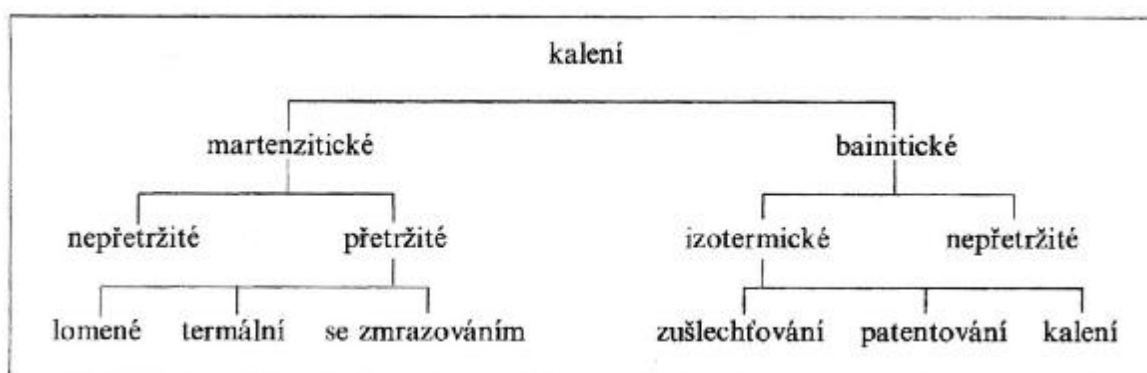 kalení
martenzitické bainitické
nepřetržité přetržité izotermické nepřetržité
lomené termální se zmrazováním zušlechťování patentování kalení